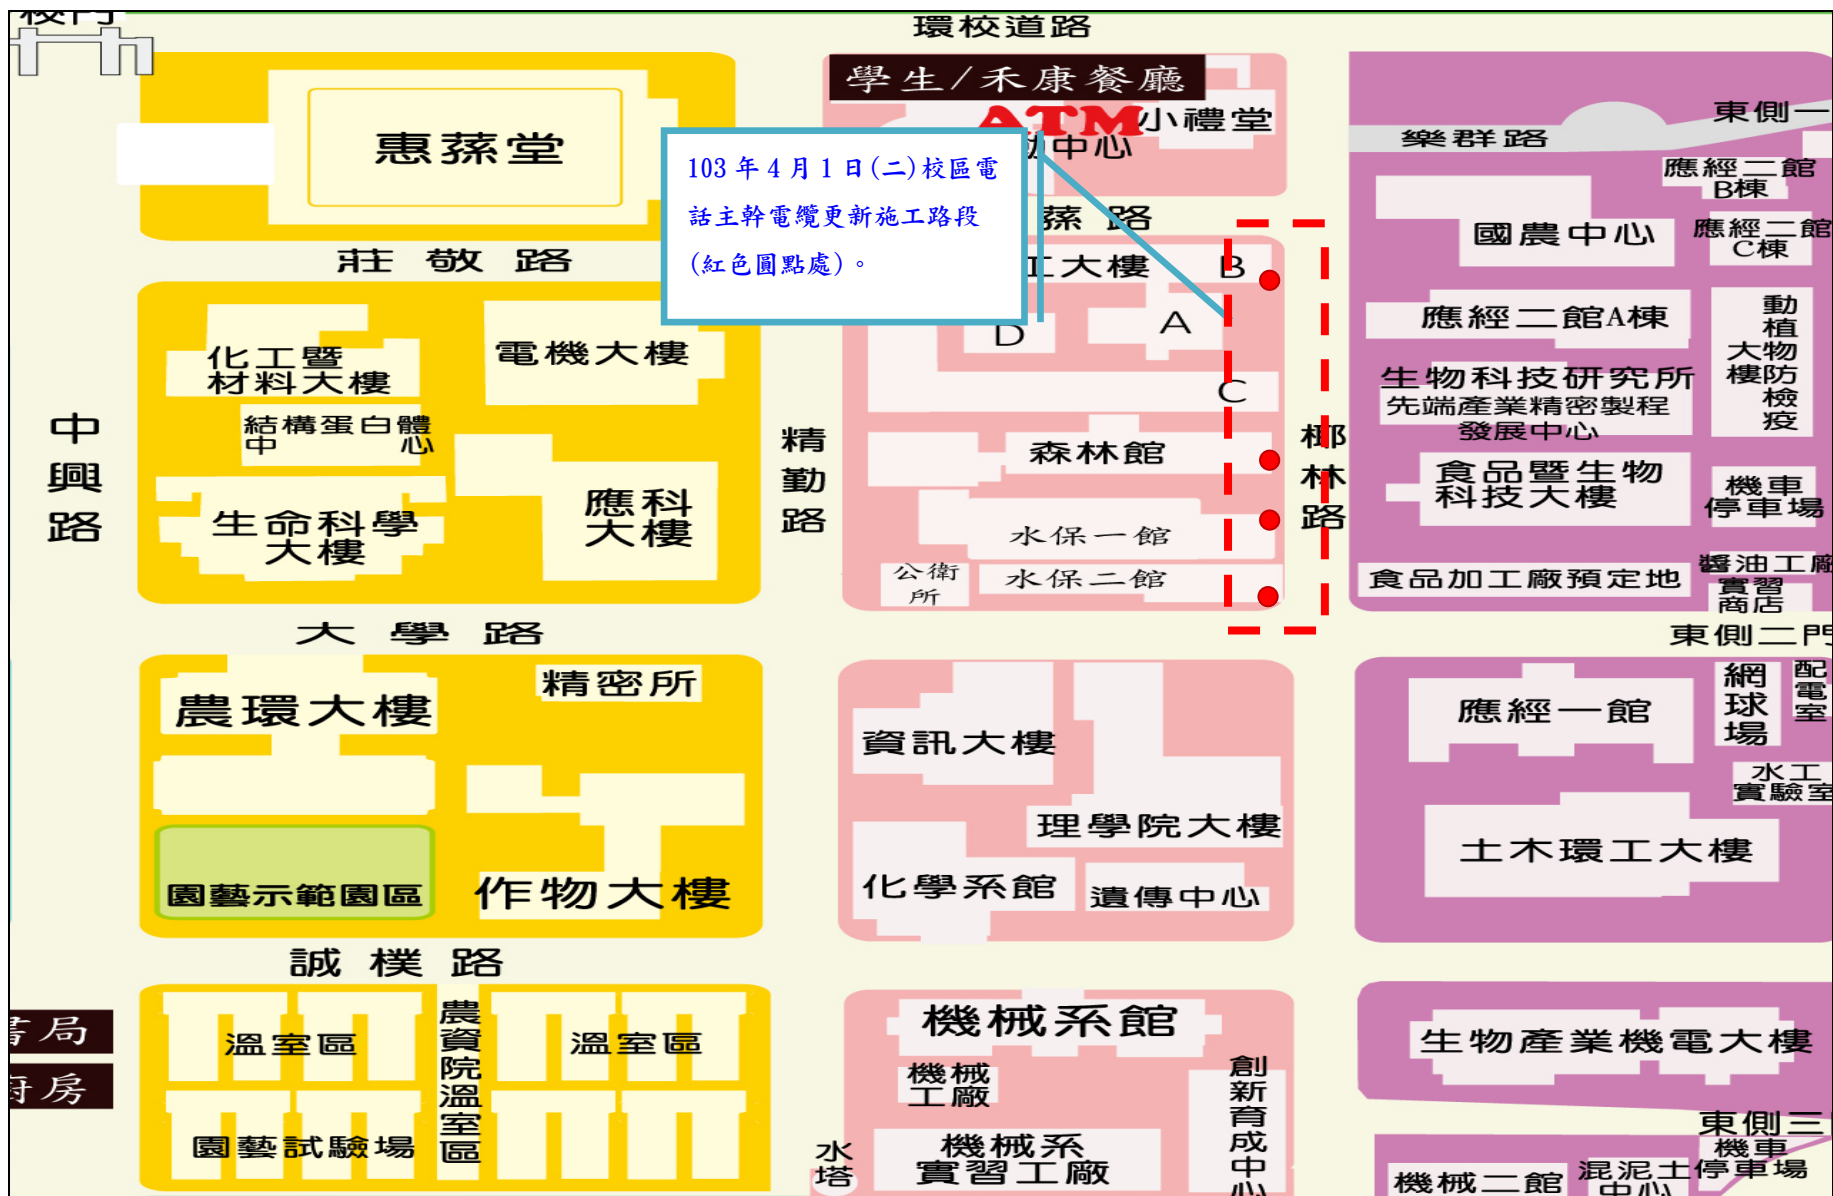 校門
環校道路
學生/禾康餐廳
ATM
小禮堂
動中心
惠蓀堂
103年4月1日(二)校區電
話主幹電纜更新施工路段
(紅色圓點處)。
蓀路
莊敬路
工大樓
B
A
D
C
化工暨
材料大樓
電機大樓
結構蛋白體
中心
生命科學
大樓
應科
大樓
中興路
精勤路
森林館
水保一館
公衛
所
水保二館
椰林路
樂群路
東側一
應經二館
B棟
國農中心
應經二館
C棟
應經二館A棟
動植物防檢疫
大樓
生物科技研究所
先端產業精密製程
發展中心
食品暨生物
科技大樓
機車
停車場
食品加工廠預定地
醬油工廠
實習
商店
大學路
東側二門
農環大樓
精密所
園藝示範園區
作物大樓
資訊大樓
理學院大樓
化學系館
遺傳中心
應經一館
網球場
配電室
水工
實驗室
土木環工大樓
誠樸路
書局
廚房
溫室區
農資院溫室區
溫室區
園藝試驗場
機械系館
機械
工廠
創新育成中心
水塔
機械系
實習工廠
生物產業機電大樓
東側三
機車
停車場
機械二館
混泥土
中心